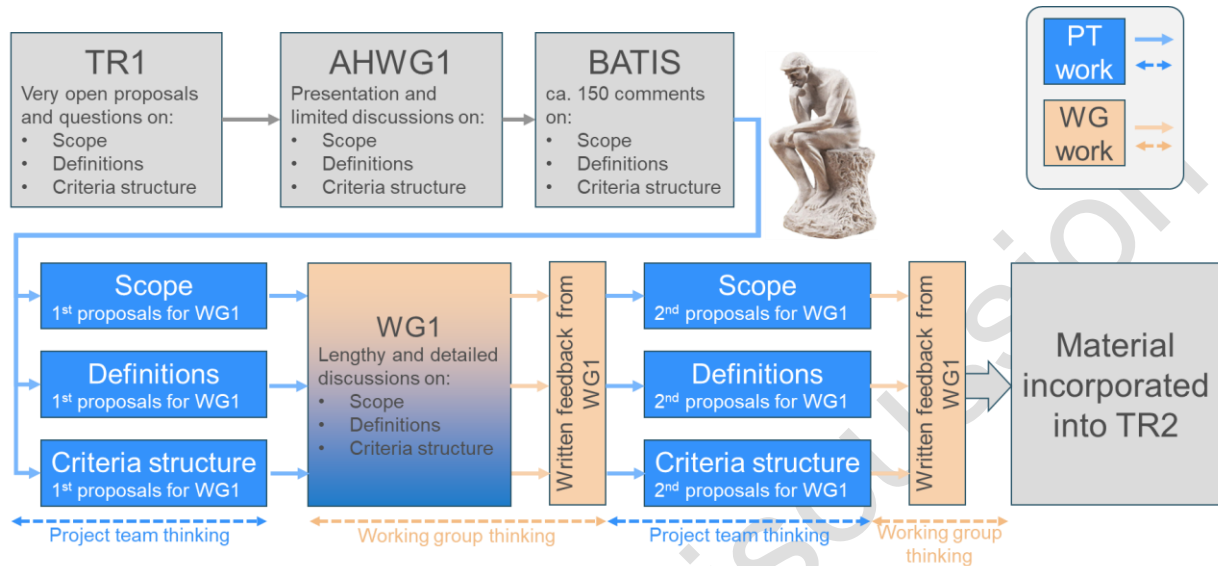 TR1
Very open proposals
and questions on:
• Scope
• Definitions
• Criteria structure
AHWG1
Presentation and
limited discussions on:
• Scope
• Definitions
• Criteria structure
BATIS
ca. 150 comments
on:
• Scope
• Definitions
• Criteria structure
PT
work
WG
work
Scope
1st proposals for WG1
Definitions
1st proposals for WG1
Criteria structure
1st proposals for WG1
WG1
Lengthy and detailed
discussions on:
• Scope
• Definitions
• Criteria structure
Written feedback from
WG1
Scope
2nd proposals for WG1
Definitions
2nd proposals for WG1
Criteria structure
2nd proposals for WG1
Written feedback from
WG1
Material
incorporated
into TR2
Project team thinking
Working group thinking
Project team thinking
Working group
thinking